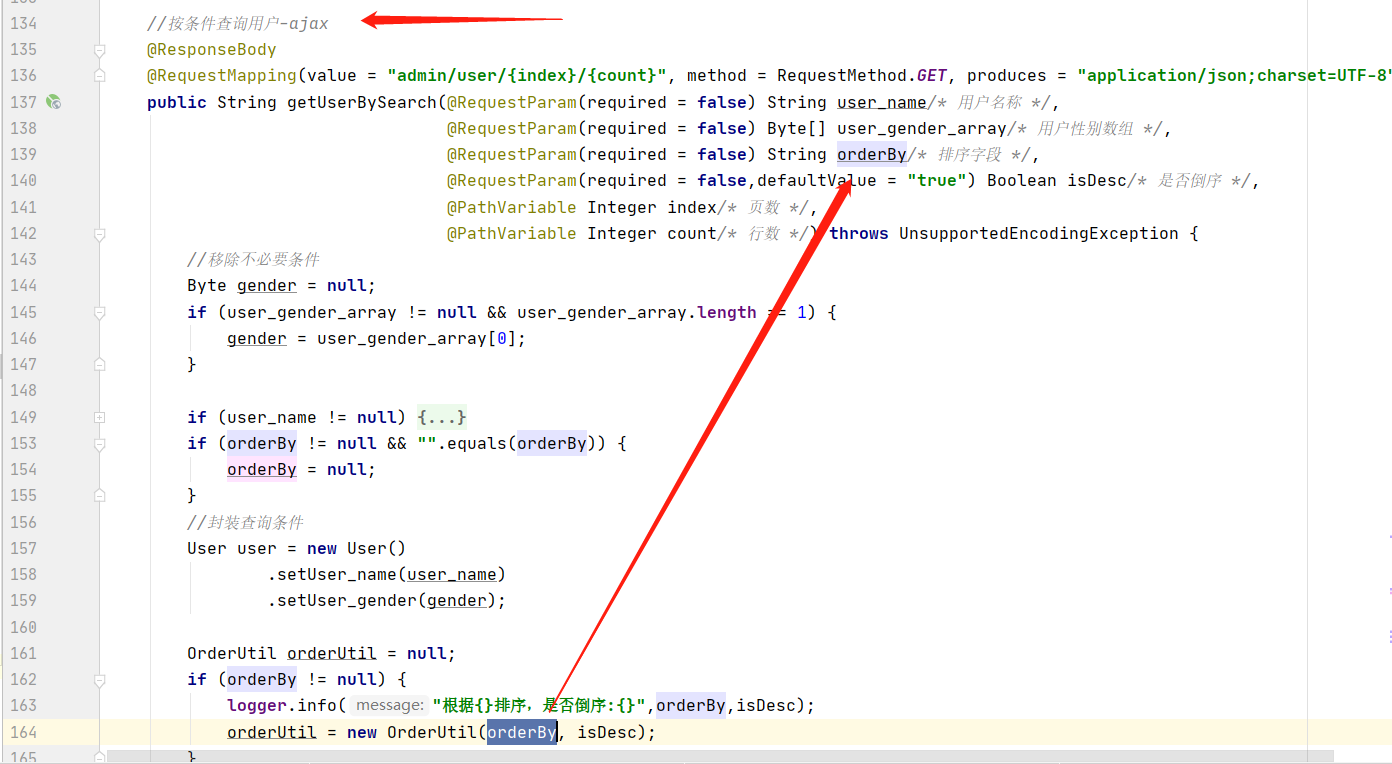 134 //按条件查询用户-ajax
135 @ResponseBody
136 @RequestMapping(value = "admin/user/{index}/{count}", method = RequestMethod.GET, produces = "application/json;charset=UTF-8"
137 public String getUserBySearch(@RequestParam(required = false) String user_name/* 用户名称 */,
138 @RequestParam(required = false) Byte[] user_gender_array/* 用户性别数组 */,
139 @RequestParam(required = false) String orderBy/* 排序字段 */,
140 @RequestParam(required = false,defaultValue = "true") Boolean isDesc/* 是否倒序 */,
141 @PathVariable Integer index/* 页数 */,
142 @PathVariable Integer count/* 行数 */) throws UnsupportedEncodingException {
143 //移除不必要条件
144 Byte gender = null;
145 if (user_gender_array != null && user_gender_array.length == 1) {
146 gender = user_gender_array[0];
147 }
148
149 if (user_name != null) {...}
153 if (orderBy != null && "".equals(orderBy)) {
154 orderBy = null;
155 }
156 //封装查询条件
157 User user = new User()
158 .setUser_name(user_name)
159 .setUser_gender(gender);
160
161 OrderUtil orderUtil = null;
162 if (orderBy != null) {
163 logger.info( message: "根据{}排序，是否倒序:{}",orderBy,isDesc);
164 orderUtil = new OrderUtil(orderBy, isDesc);
165 }